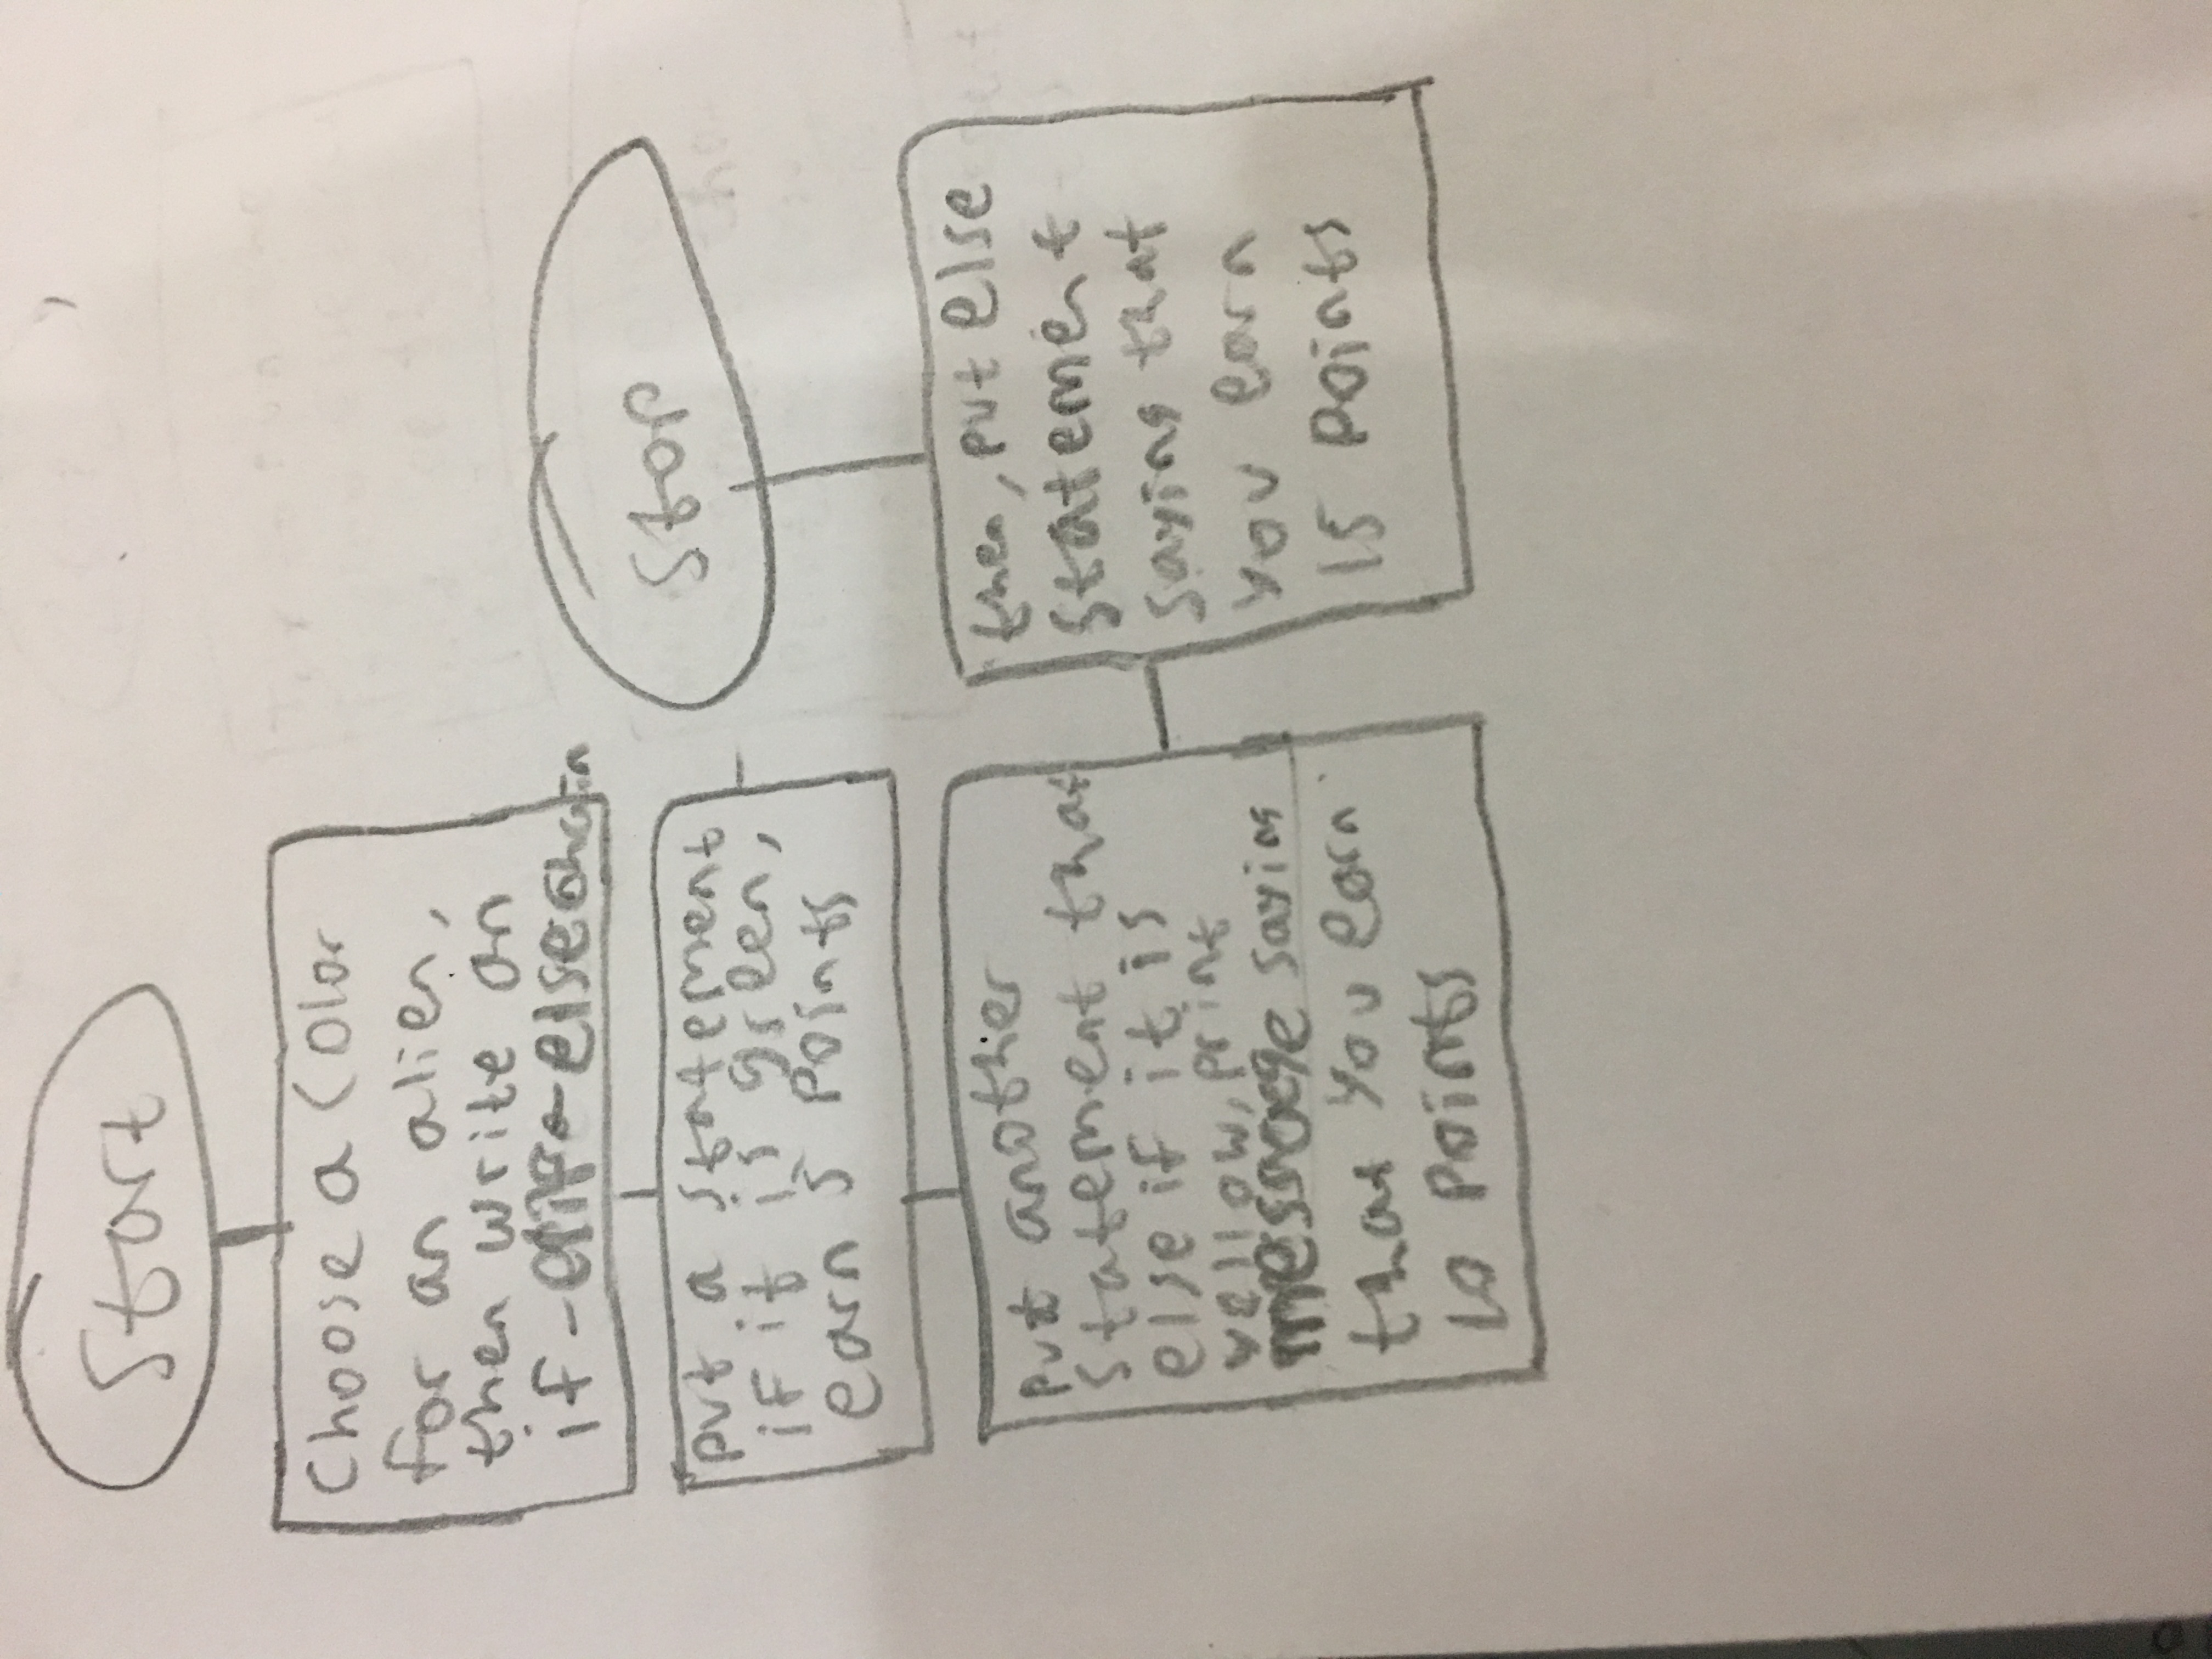 Start
Choose a Color
for an alien,
then write an
if-elif-else chain
put a statement
if it is green,
earn 5 Points
put another
statement that
else if it is
yellow, print
message saying
that you earn
10 Points
then, put else
statement
saying that
you earn
15 Points
Stop